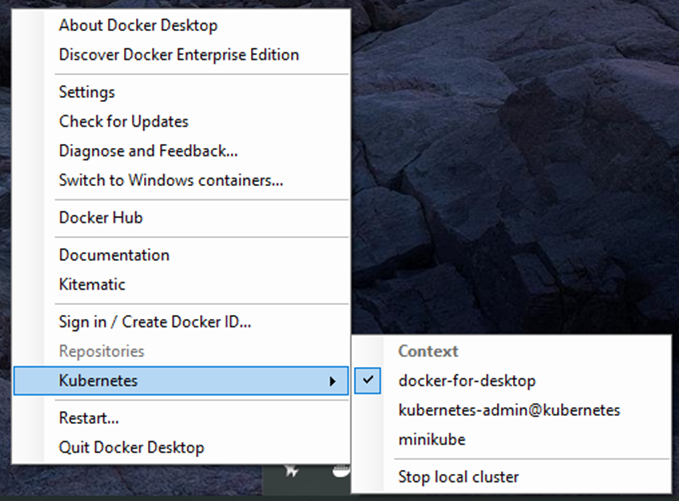 About Docker Desktop
Discover Docker Enterprise Edition
Settings
Check for Updates
Diagnose and Feedback...
Switch to Windows containers...
Docker Hub
Documentation
Kitematic
Sign in / Create Docker ID...
Repositories
Kubernetes
Restart...
Quit Docker Desktop
Context
docker-for-desktop
kubernetes-admin@kubernetes
minikube
Stop local cluster